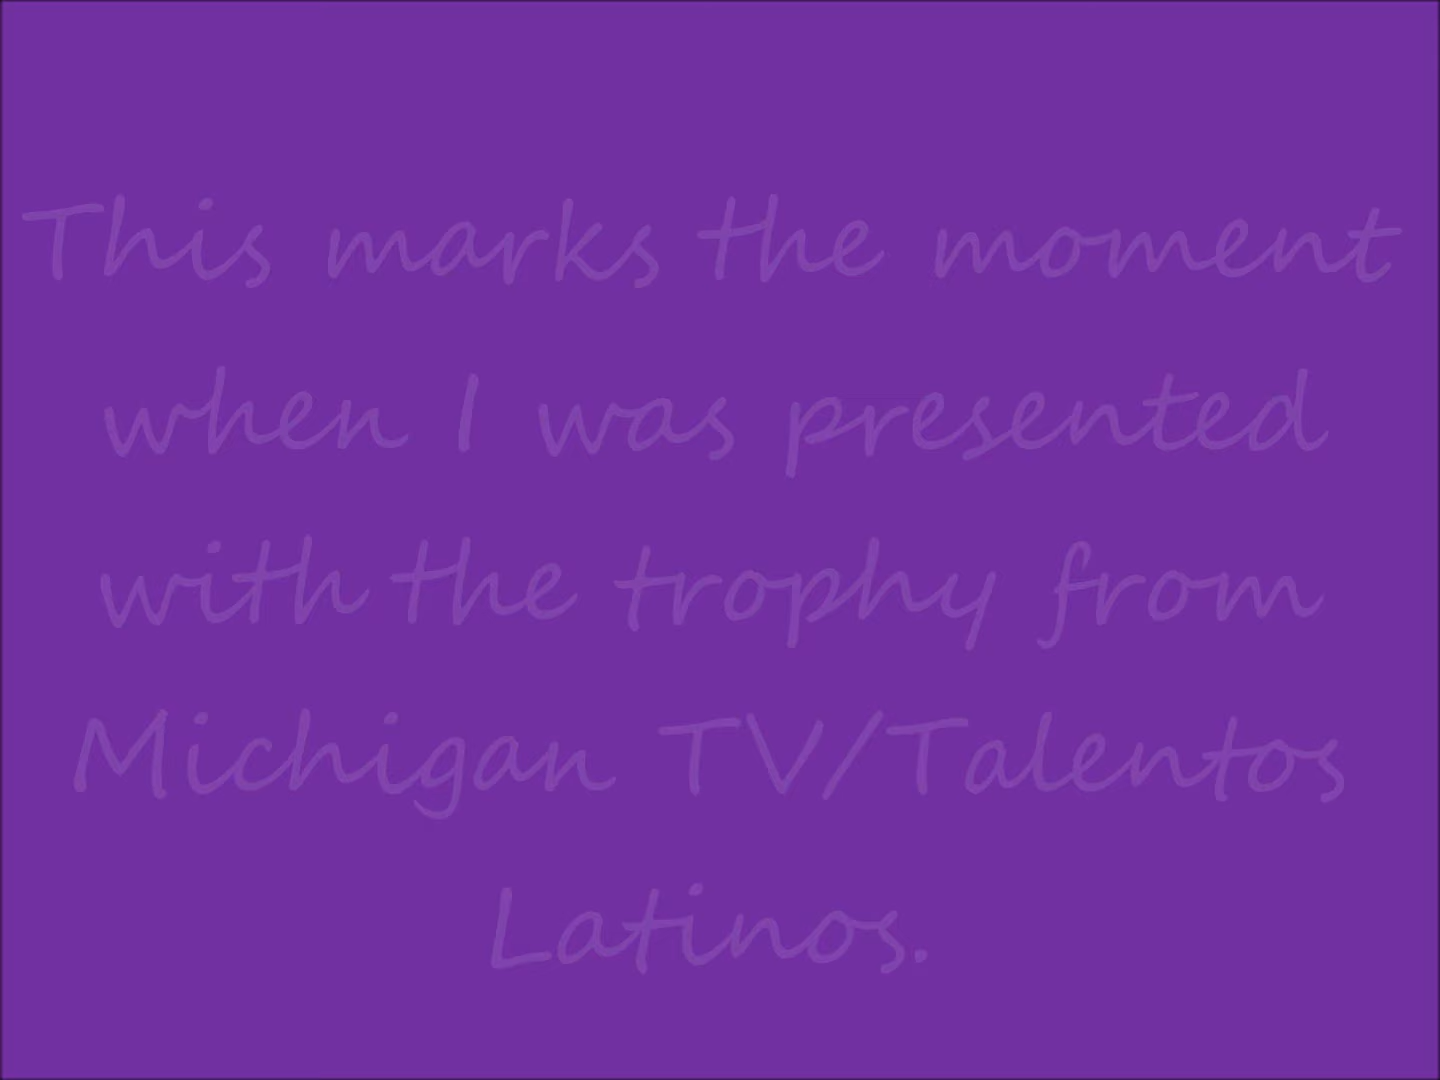 This marks the moment
when I was presented
with the trophy from
Michigan TV/Talentos
Latinos.